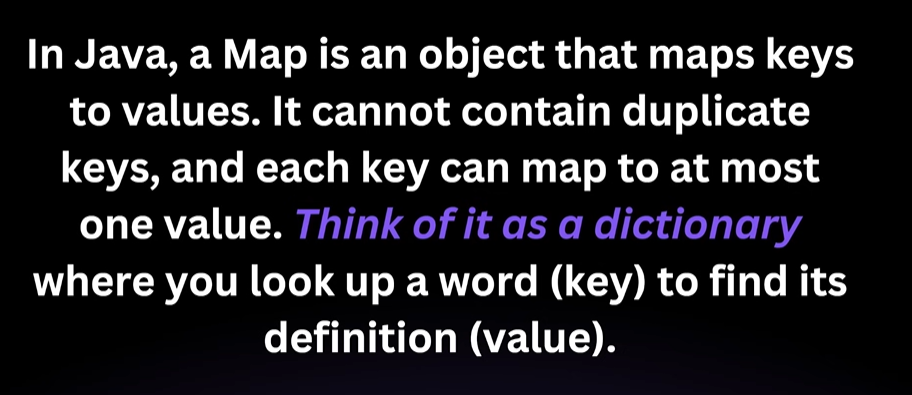 In Java, a Map is an object that maps keys
to values. It cannot contain duplicate
keys, and each key can map to at most
one value. Think of it as a dictionary
where you look up a word (key) to find its
definition (value).